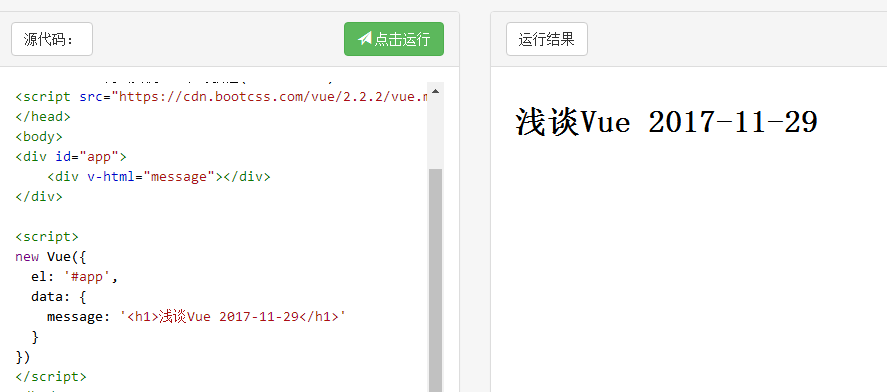 源代码：
点击运行
<script src="https://cdn.bootcss.com/vue/2.2.2/vue.m
</head>
<body>
<div id="app">
    <div v-html="message"></div>
</div>
<script>
new Vue({
  el: '#app',
  data: {
    message: '<h1>浅谈Vue 2017-11-29</h1>'
  }
})
</script>
运行结果
浅谈Vue 2017-11-29